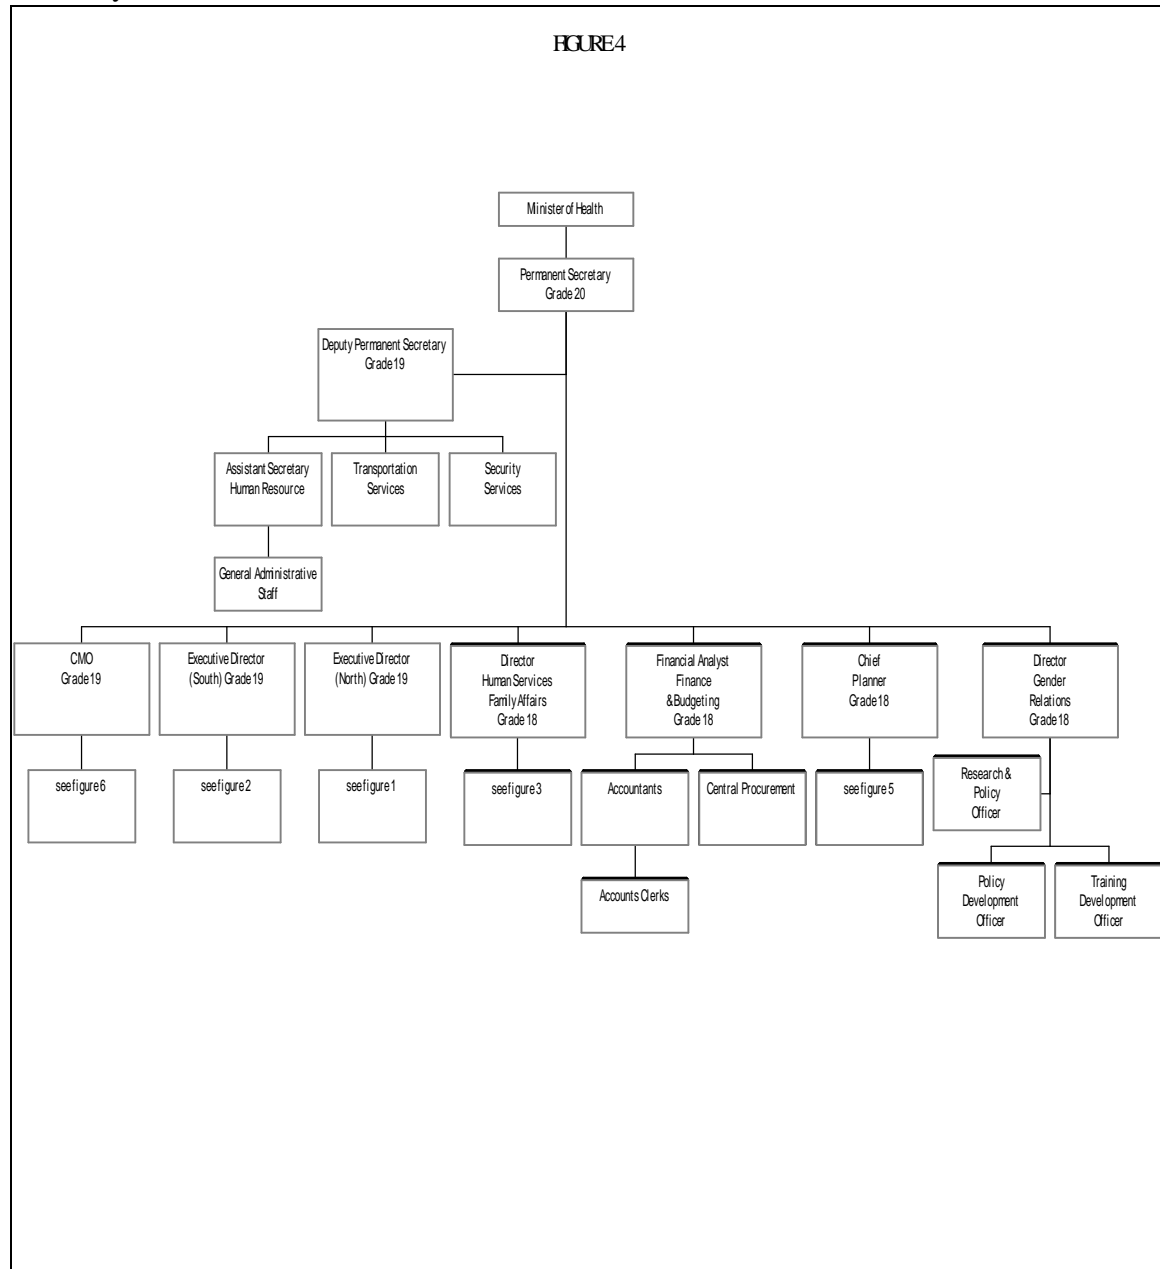 FIGURE 4
Minister of Health
Permanent Secretary
Grade 20
Deputy Permanent Secretary
Grade 19
Assistant Secretary
Human Resource
Transportation
Services
Security
Services
General Administrative
Staff
CMO
Grade 19
Executive Director
(South) Grade 19
Executive Director
(North) Grade 19
Director
Human Services
Family Affairs
Grade 18
Financial Analyst
Finance
& Budgeting
Grade 18
Chief
Planner
Grade 18
Director
Gender
Relations
Grade 18
see figure 6
see figure 2
see figure 1
see figure 3
Accountants
Central Procurement
see figure 5
Research &
Policy
Officer
Accounts Clerks
Policy
Development
Officer
Training
Development
Officer